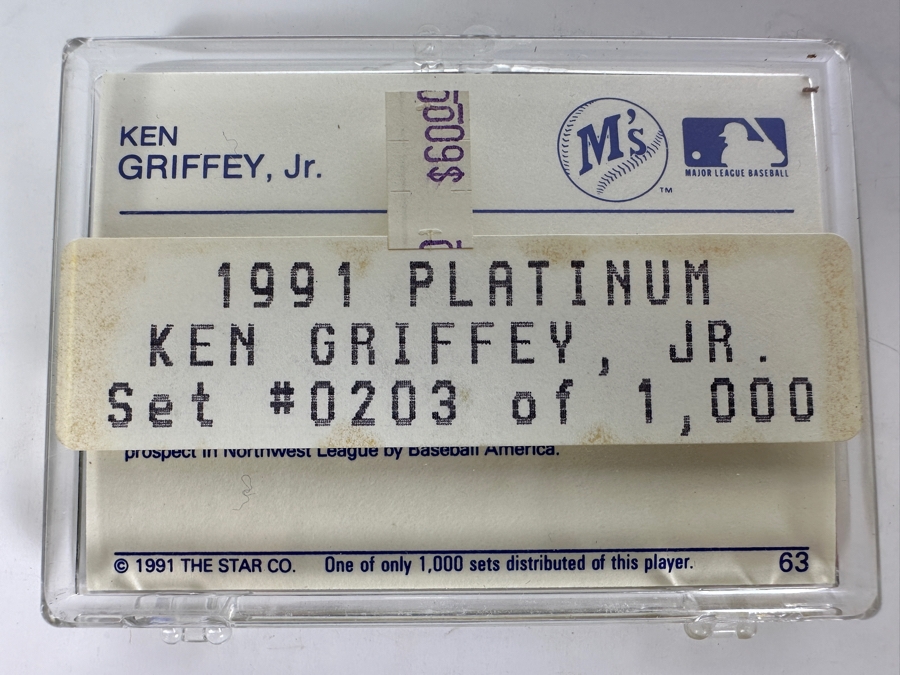 KEN
GRIFFEY, Jr.
M's
TM
MAJOR LEAGUE BASEBALL
1991 PLATINUM
KEN GRIFFEY, JR.
Set #0203 of 1,000
prospect in Northwest League by Baseball America.
© 1991 THE STAR CO. One of only 1,000 sets distributed of this player. 63